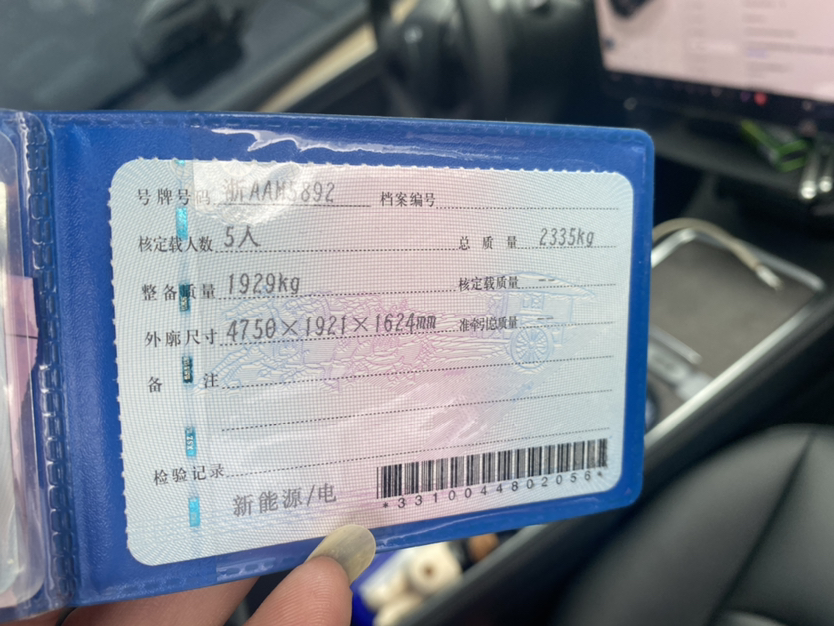 号牌号码 浙AAM5892 档案编号
核定载人数 5人 总质量 2335kg
整备质量 1929kg 核定载质量 --
外廓尺寸 4750×1921×1624mm 准牵引总质量 --
备注
检验记录
新能源/电
*3310044802056*